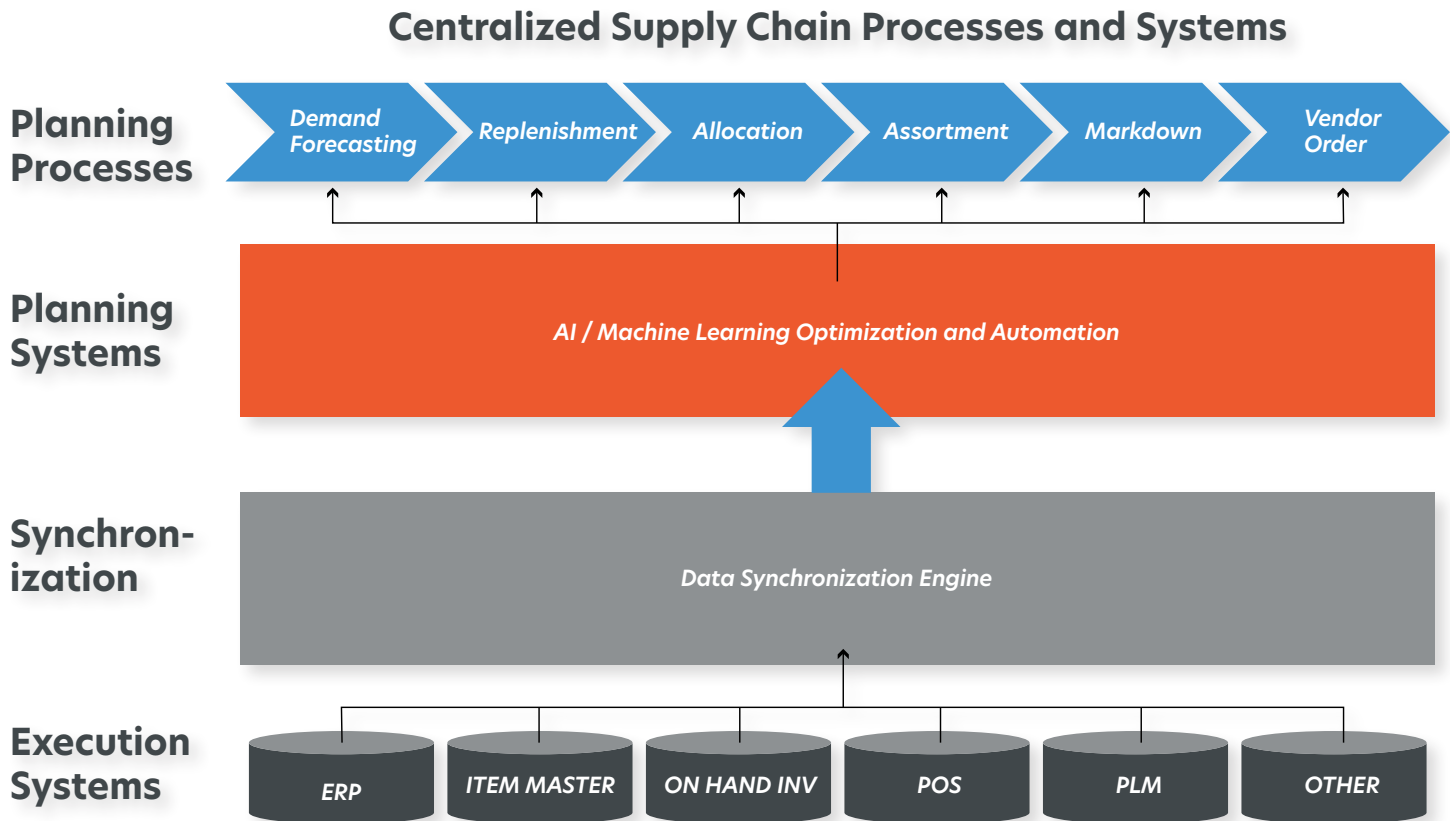 Centralized Supply Chain Processes and Systems
Planning
Processes
Demand
Forecasting
Replenishment
Allocation
Assortment
Markdown
Vendor
Order
Planning
Systems
AI / Machine Learning Optimization and Automation
Synchron-
ization
Data Synchronization Engine
Execution
Systems
ERP
ITEM MASTER
ON HAND INV
POS
PLM
OTHER